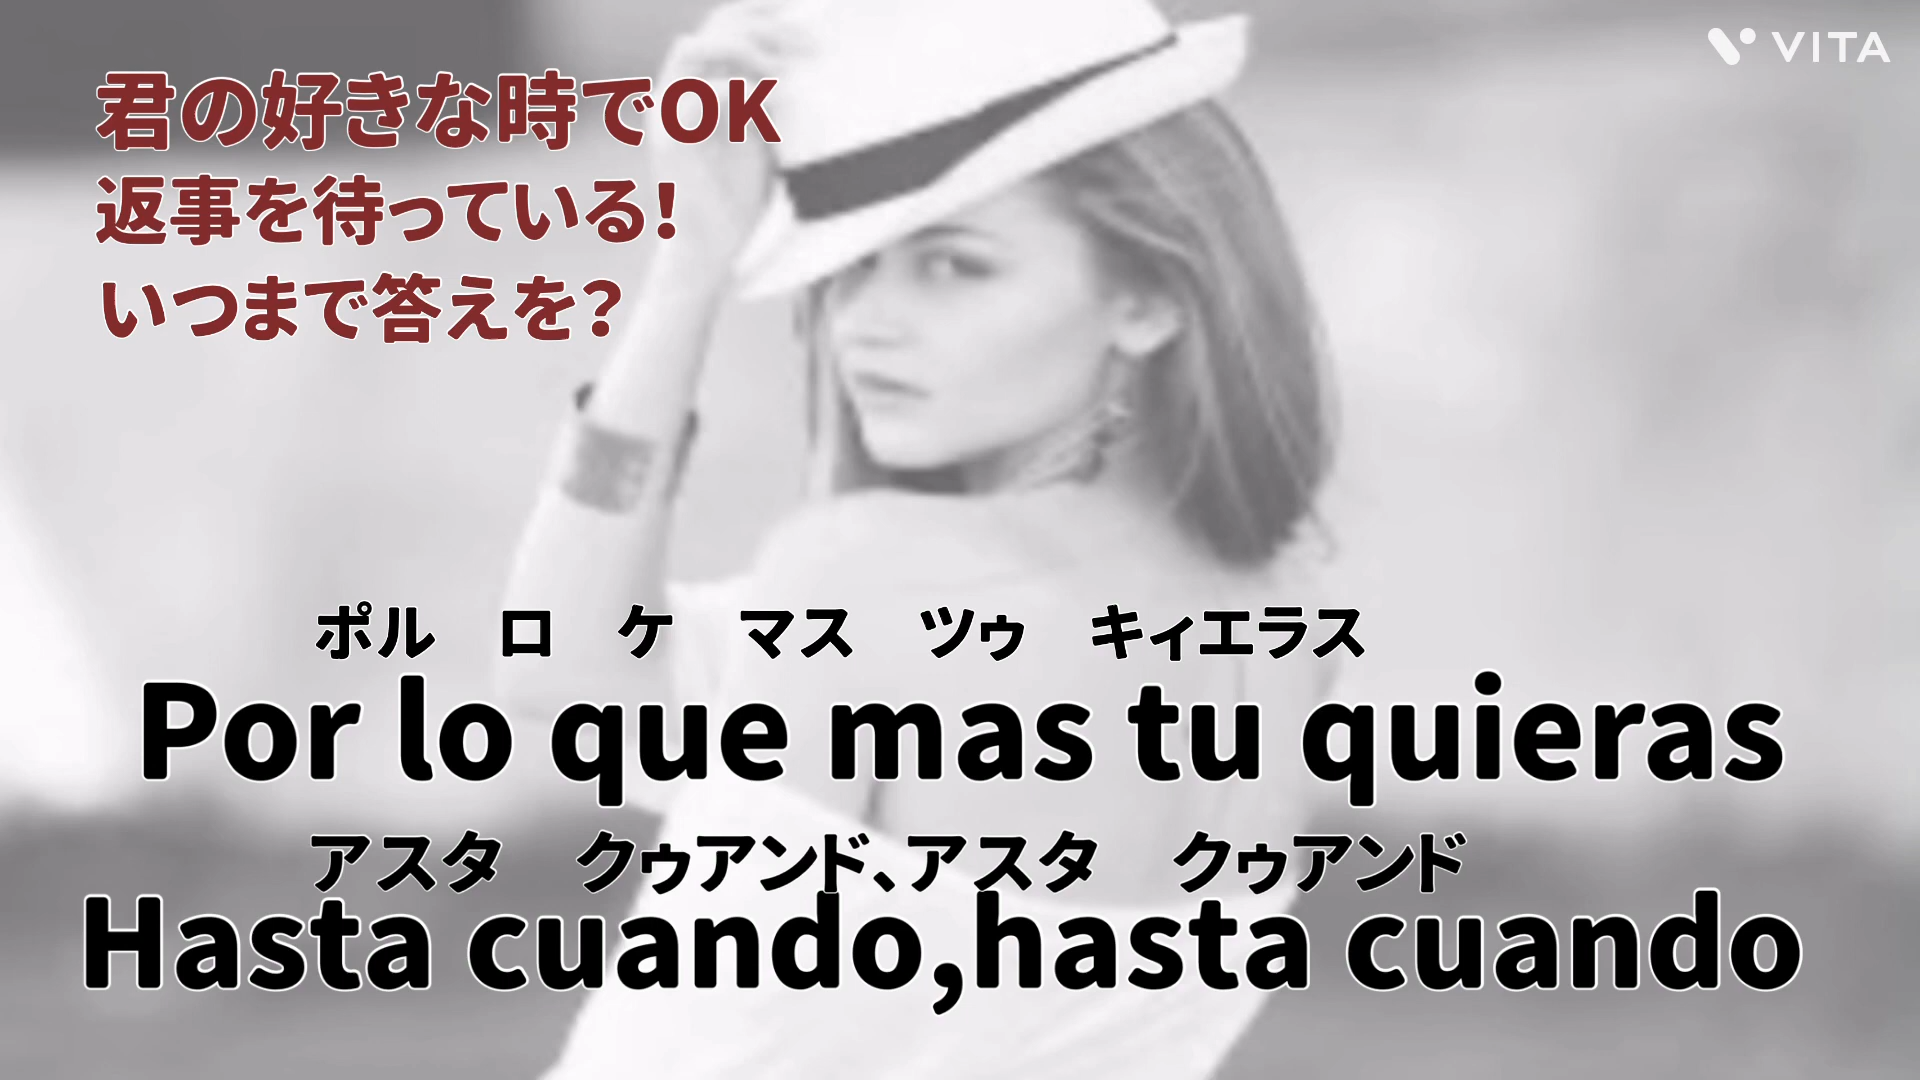 VITA
君の好きな時でOK
返事を待っている!
いつまで答えを?
ポル ロ ケ マス ツゥ キィエラス
Por lo que mas tu quieras
アスタ クゥアンド、アスタ クゥアンド
Hasta cuando,hasta cuando